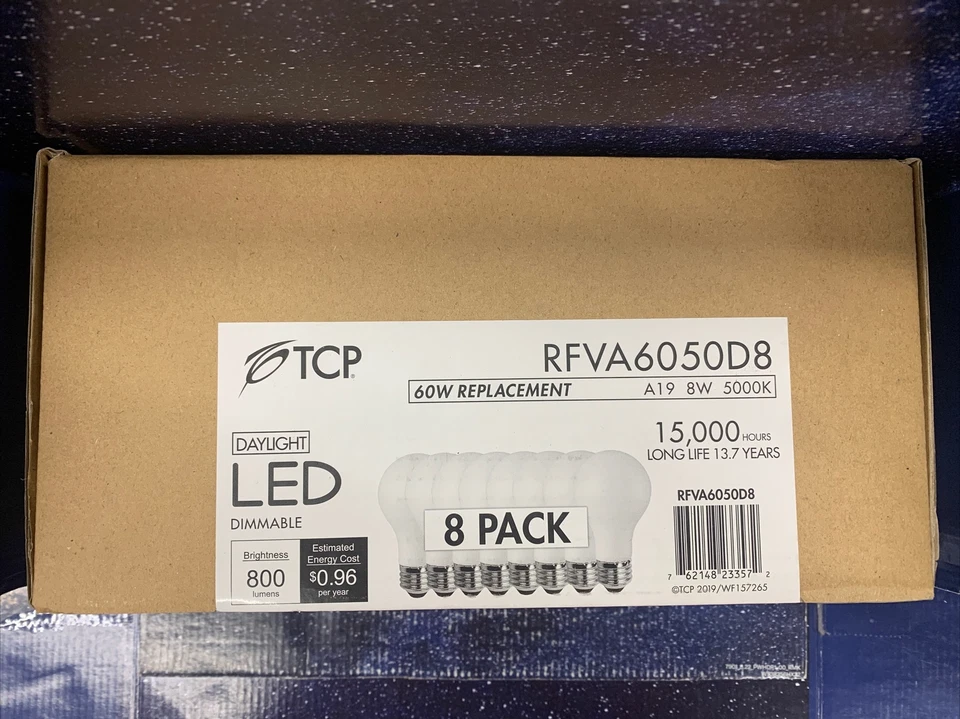 TCP®
RFVA6050D8
60W REPLACEMENT A19 8W 5000K
15,000 HOURS
LONG LIFE 13.7 YEARS
DAYLIGHT
LED
DIMMABLE
8 PACK
RFVA6050D8
Brightness
800
lumens
Estimated
Energy Cost
$0.96
per year
7 62148 23357 2
©TCP 2019/WF157265